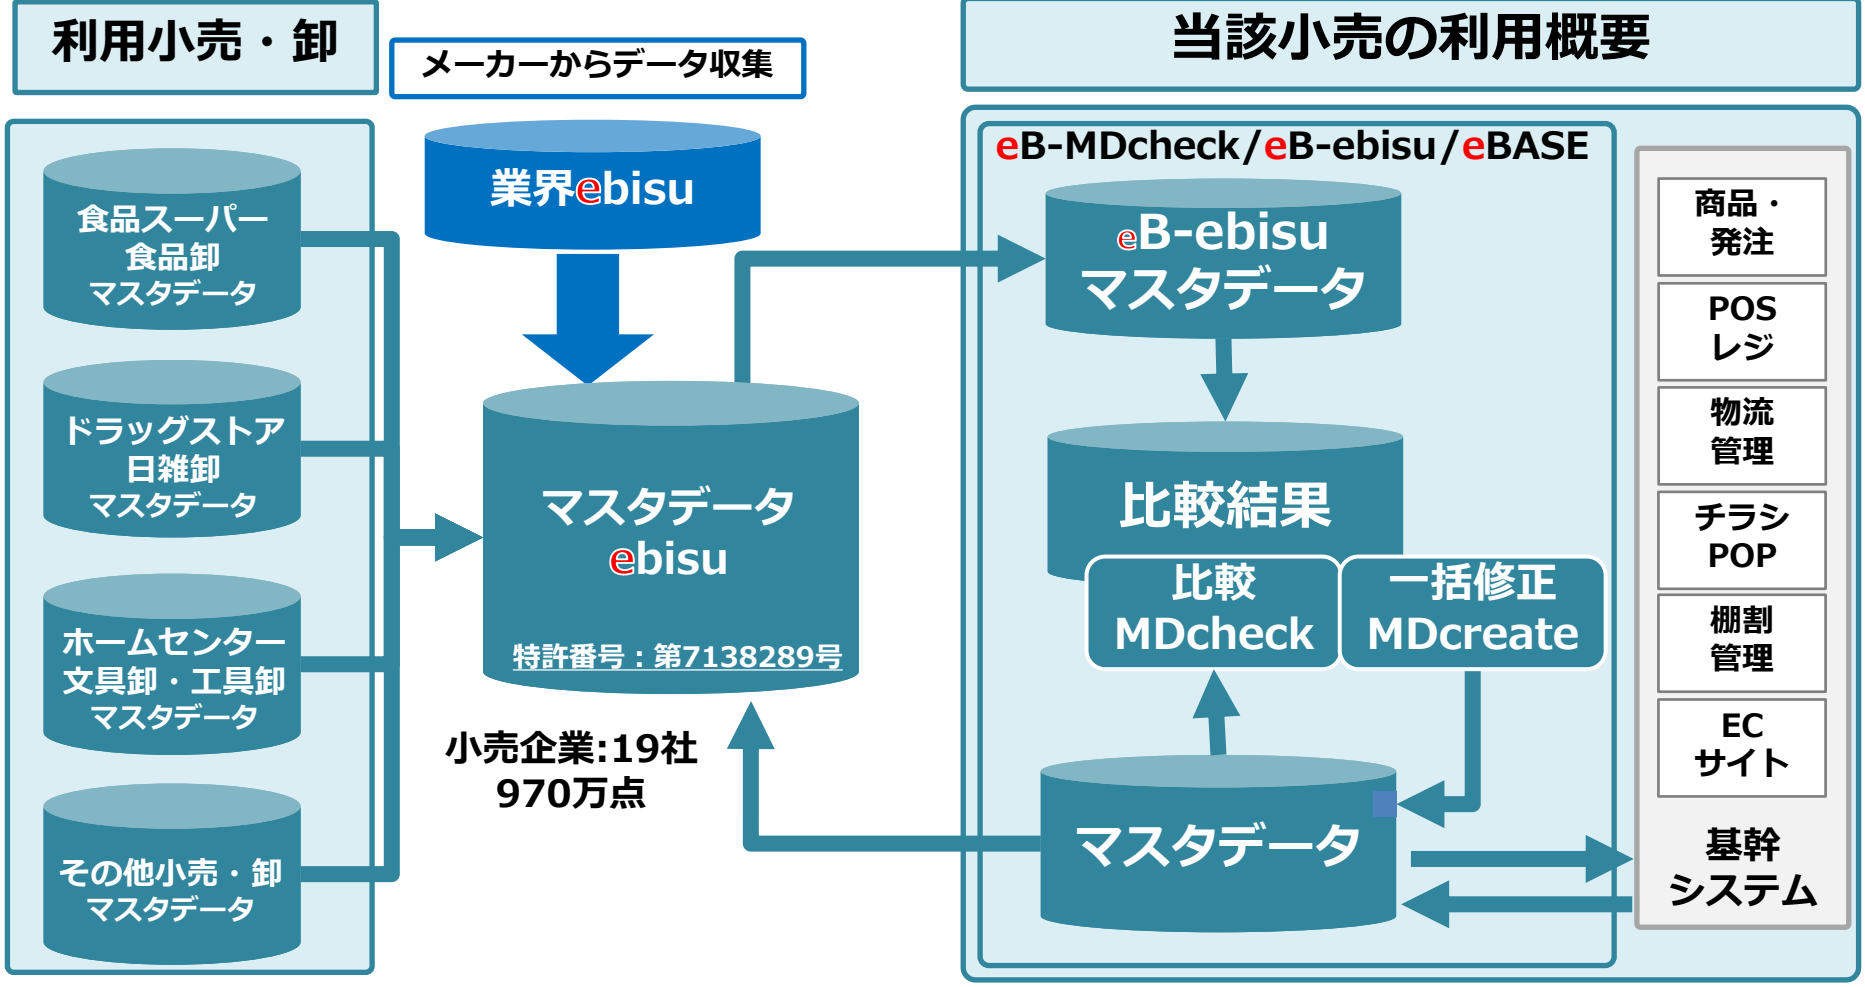 利用小売・卸
メーカーからデータ収集
当該小売の利用概要
食品スーパー
食品卸
マスタデータ
ドラッグストア
日雑卸
マスタデータ
ホームセンター
文具卸・工具卸
マスタデータ
その他小売・卸
マスタデータ
業界ebisu
マスタデータ
ebisu
特許番号：第7138289号
小売企業:19社
970万点
eB-MDcheck/eB-ebisu/eBASE
eB-ebisu
マスタデータ
比較結果
比較
MDcheck
一括修正
MDcreate
マスタデータ
商品・
発注
POS
レジ
物流
管理
チラシ
POP
棚割
管理
EC
サイト
基幹
システム